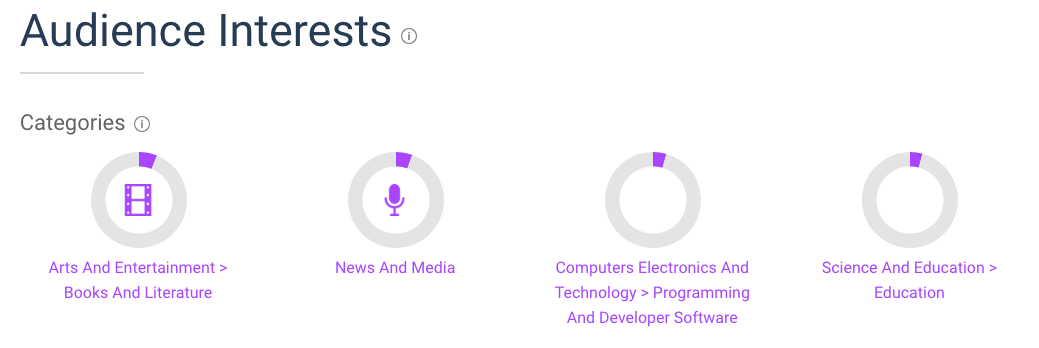 Audience Interests
Categories
Arts And Entertainment >
Books And Literature
News And Media
Computers Electronics And
Technology > Programming
And Developer Software
Science And Education >
Education